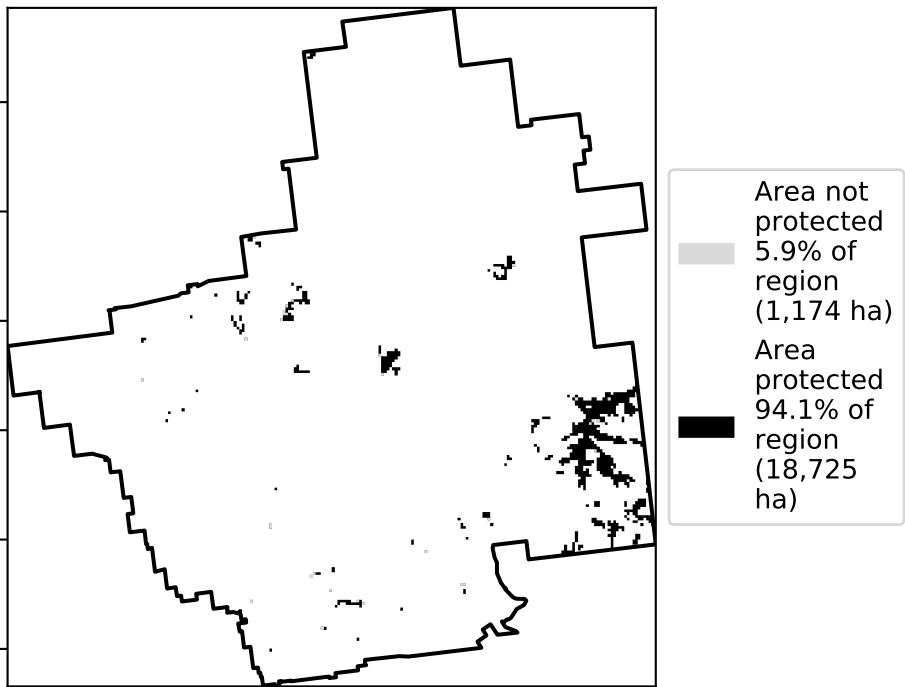 Area not
protected
5.9% of
region
(1,174 ha)
Area
protected
94.1% of
region
(18,725
ha)